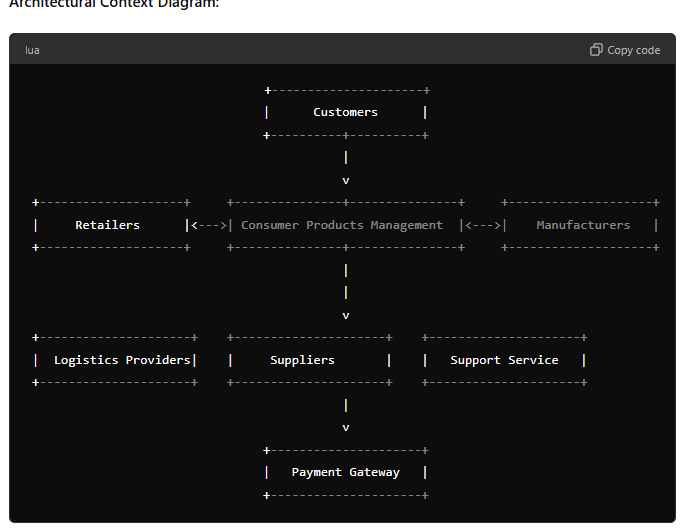 Architectural Context Diagram:
lua Copy code
+---------------------+
| Customers |
+----------+----------+
|
v
+--------------------+ +---------------+---------------+ +--------------------+
| Retailers |<--->| Consumer Products Management |<--->| Manufacturers |
+--------------------+ +---------------+---------------+ +--------------------+
|
|
v
+---------------------+ +---------------------+ +---------------------+
| Logistics Providers| | Suppliers | | Support Service |
+---------------------+ +---------------------+ +---------------------+
|
v
+---------------------+
| Payment Gateway |
+---------------------+